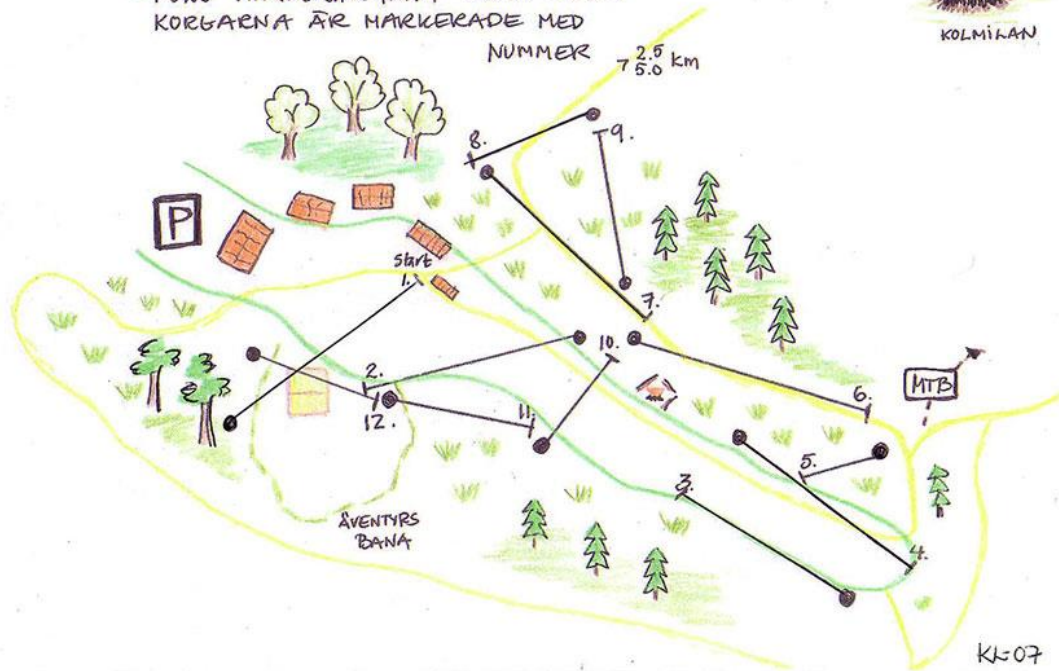 KORGARNA ÄR MARKERADE MED
NUMMER
KOLMILAN
2.5
5.0 km
8.
9.
P
Start
1.
7.
10.
2.
12.
11.
6.
MTB
5.
3.
4.
ÄVENTYRS
BANA
KL-07